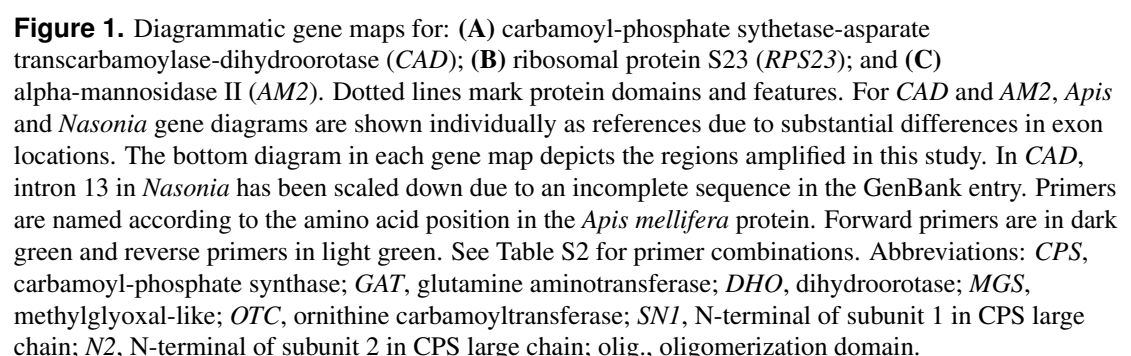 Figure 1. Diagrammatic gene maps for: (A) carbamoyl-phosphate sythetase-asparate
transcarbamoylase-dihydroorotase (CAD); (B) ribosomal protein S23 (RPS23); and (C)
alpha-mannosidase II (AM2). Dotted lines mark protein domains and features. For CAD and AM2, Apis
and Nasonia gene diagrams are shown individually as references due to substantial differences in exon
locations. The bottom diagram in each gene map depicts the regions amplified in this study. In CAD,
intron 13 in Nasonia has been scaled down due to an incomplete sequence in the GenBank entry. Primers
are named according to the amino acid position in the Apis mellifera protein. Forward primers are in dark
green and reverse primers in light green. See Table S2 for primer combinations. Abbreviations: CPS,
carbamoyl-phosphate synthase; GAT, glutamine aminotransferase; DHO, dihydroorotase; MGS,
methylglyoxal-like; OTC, ornithine carbamoyltransferase; SN1, N-terminal of subunit 1 in CPS large
chain; N2, N-terminal of subunit 2 in CPS large chain; olig., oligomerization domain.